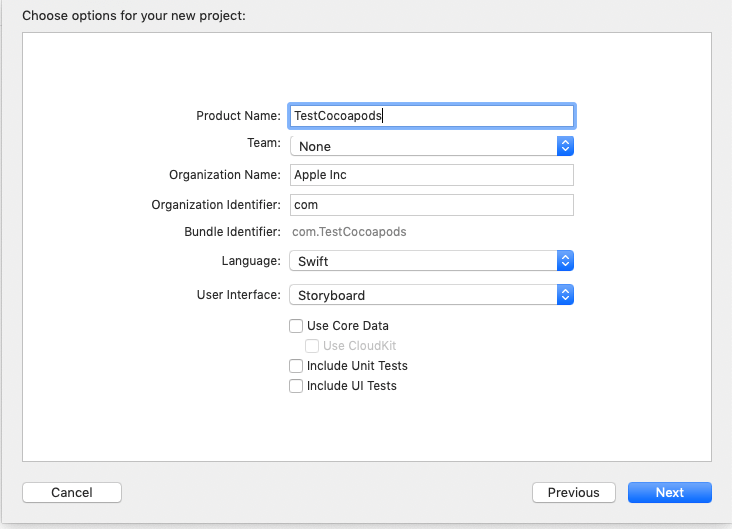 Choose options for your new project:
Product Name: TestCocoapods
Team: None
Organization Name: Apple Inc
Organization Identifier: com
Bundle Identifier: com.TestCocoapods
Language: Swift
User Interface: Storyboard
Use Core Data
Use CloudKit
Include Unit Tests
Include UI Tests
Cancel Previous Next